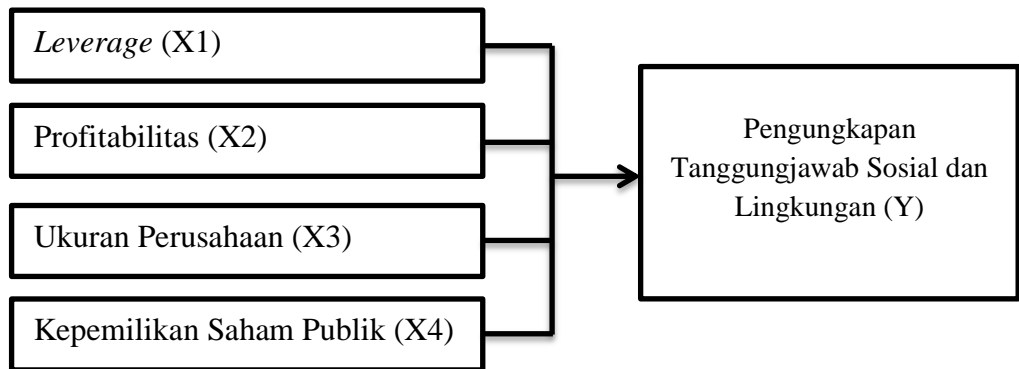 Leverage (X1)
Profitabilitas (X2)
Ukuran Perusahaan (X3)
Kepemilikan Saham Publik (X4)
Pengungkapan
Tanggungjawab Sosial dan
Lingkungan (Y)